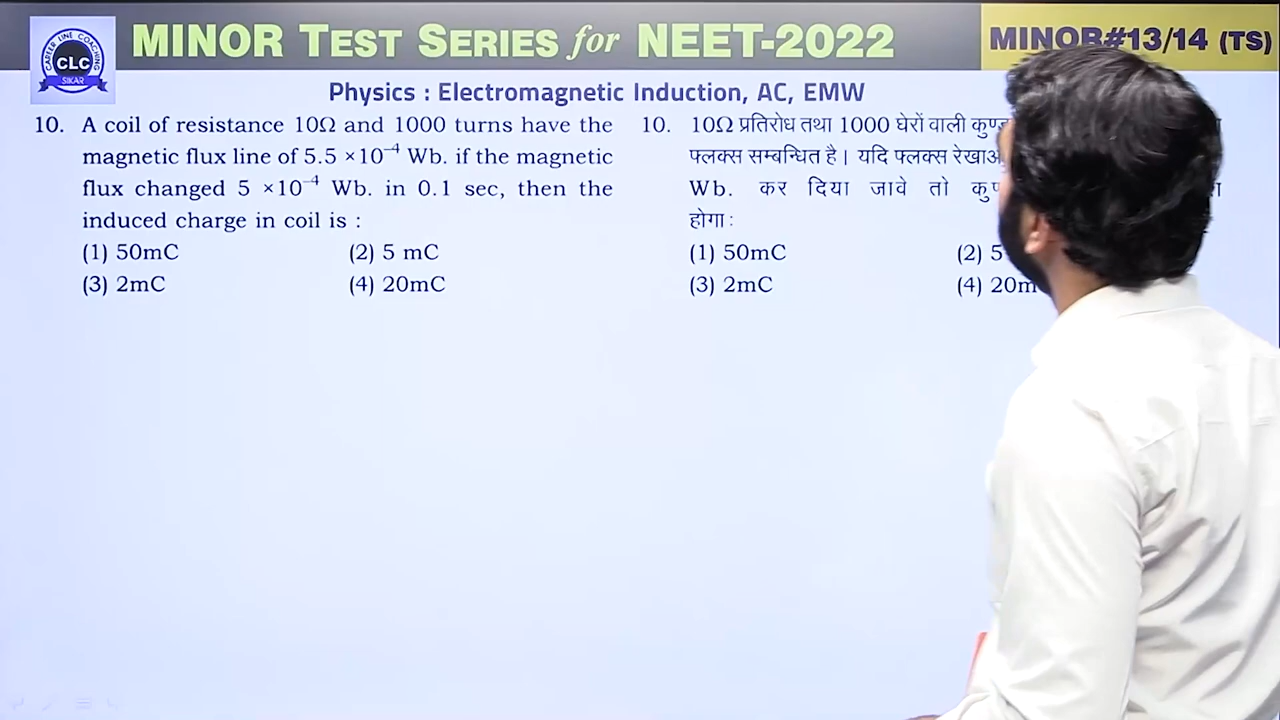 CAREER LINE COACHING
CLC
SIKAR
MINOR TEST SERIES for NEET-2022
MINOR#13/14 (TS)
Physics : Electromagnetic Induction, AC, EMW
10. A coil of resistance 10Ω and 1000 turns have the
magnetic flux line of 5.5 ×10⁻⁴ Wb. if the magnetic
flux changed 5 ×10⁻⁴ Wb. in 0.1 sec, then the
induced charge in coil is :
(1) 50mC (2) 5 mC
(3) 2mC (4) 20mC
10. 10Ω प्रतिरोध तथा 1000 घेरों वाली
फ्लक्स सम्बन्धित है। यदि फ्लक्स
Wb. कर दिया जावे तो
होगा :
(1) 50mC (2) 5
(3) 2mC (4) 20m